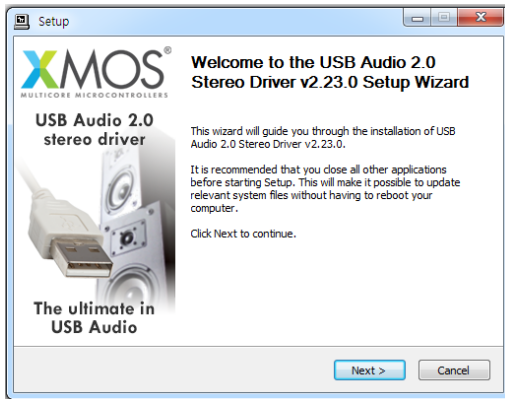 Setup
XMOS®
MULTICORE MICROCONTROLLERS
USB Audio 2.0
stereo driver
The ultimate in
USB Audio
Welcome to the USB Audio 2.0
Stereo Driver v2.23.0 Setup Wizard
This wizard will guide you through the installation of USB
Audio 2.0 Stereo Driver v2.23.0.
It is recommended that you close all other applications
before starting Setup. This will make it possible to update
relevant system files without having to reboot your
computer.
Click Next to continue.
Next >
Cancel